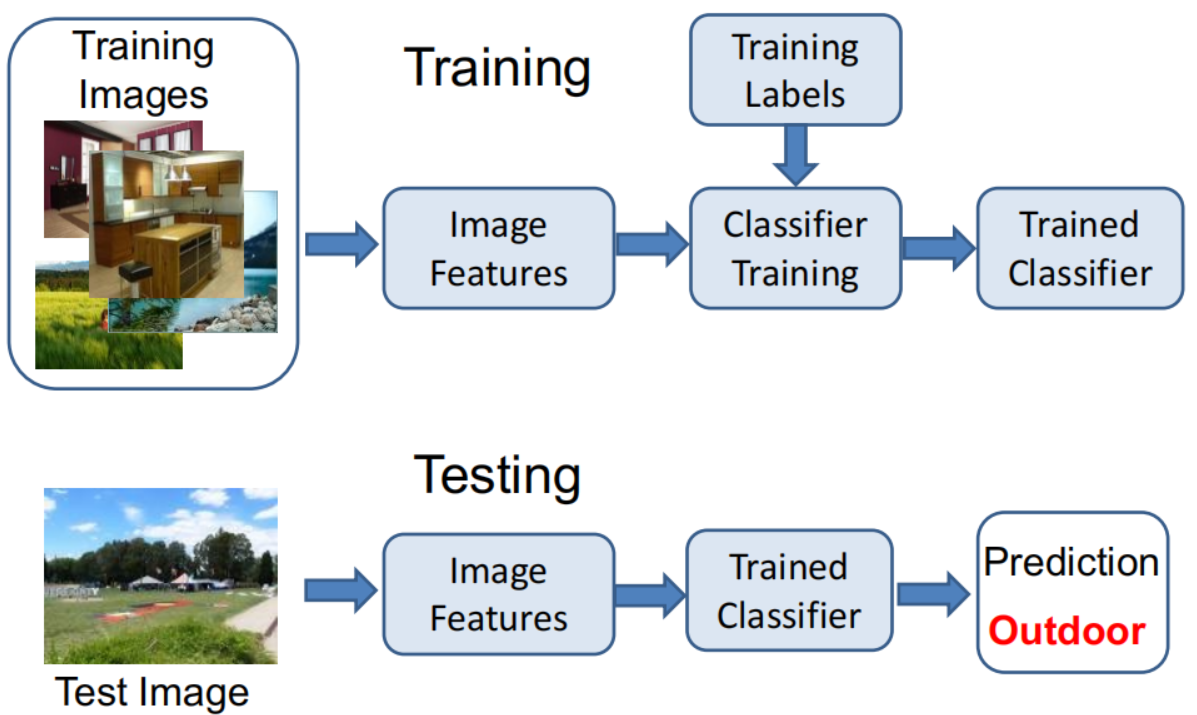 Training
Images
Training
Training
Labels
Image
Features
Classifier
Training
Trained
Classifier
Testing
Image
Features
Trained
Classifier
Prediction
Outdoor
Test Image